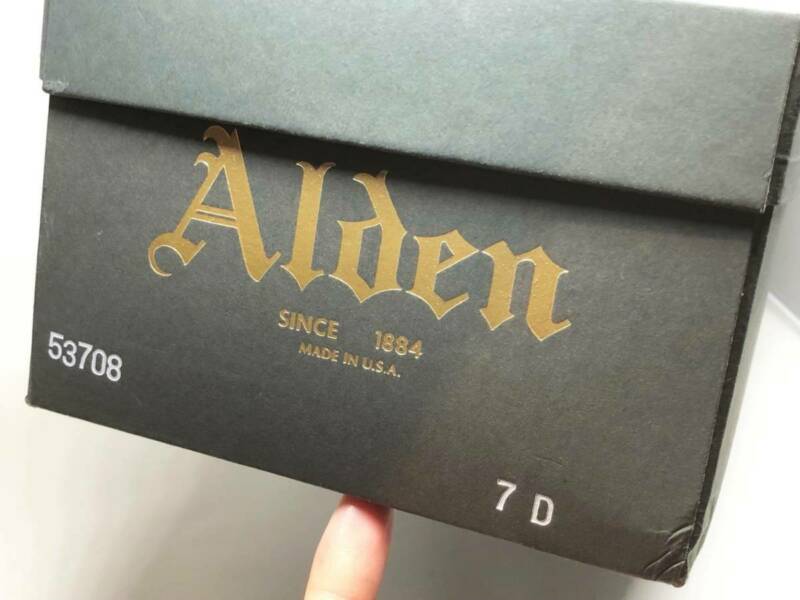 Alden
SINCE 1884
MADE IN U.S.A.
53708
7 D